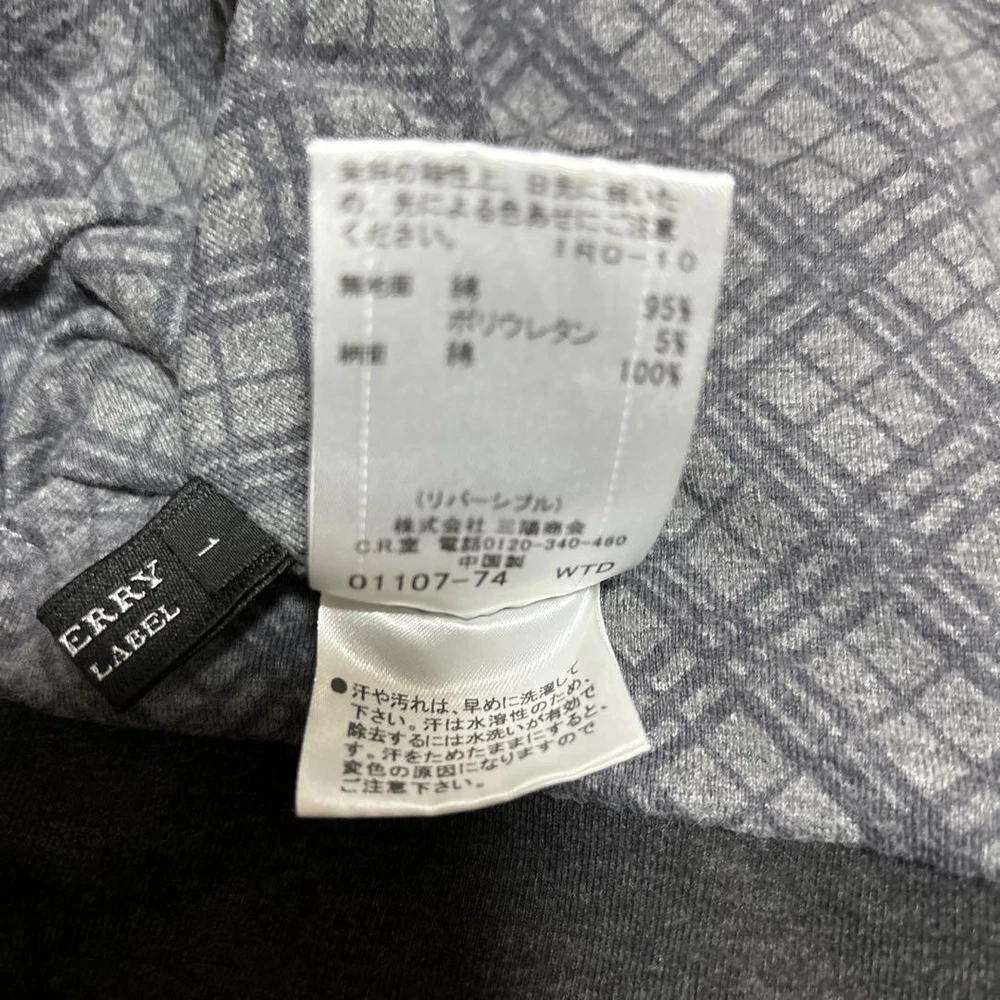 の特性上、日光に
め、光による色あせにご注意
ください。 IRO-10
無地面 綿 95%
ポリウレタン 5%
柄面 綿 100%
(リバーシブル)
株式会社 三陽商会
C.R.室 電話0120-340-460
中国製
01107-74 WTD
1
ERRY
LABEL
●汗や汚れは、早めに洗濯して
下さい。汗は水溶性のため、
除去するには水洗いが有効で
す。汗をためたままにすると、
変色の原因になりますので
ご注意下さい。